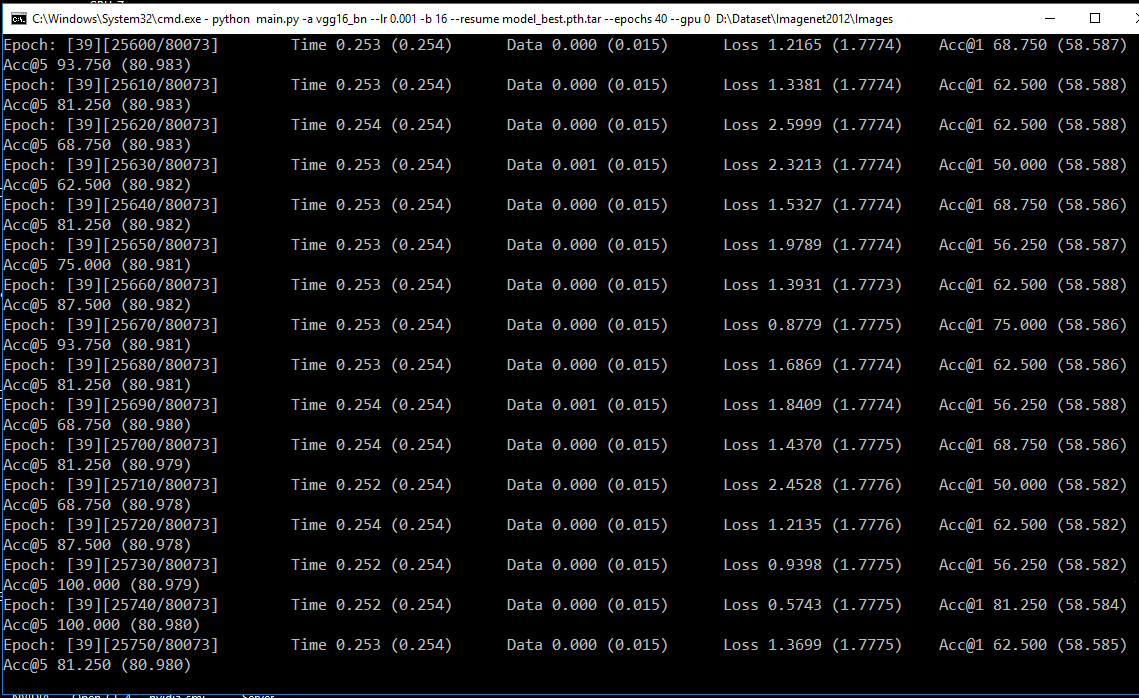 C:\Windows\System32\cmd.exe - python main.py -a vgg16_bn --lr 0.001 -b 16 --resume model_best.pth.tar --epochs 40 --gpu 0 D:\Dataset\Imagenet2012\Images
Epoch: [39][25600/80073] Time 0.253 (0.254) Data 0.000 (0.015) Loss 1.2165 (1.7774) Acc@1 68.750 (58.587)
Acc@5 93.750 (80.983)
Epoch: [39][25610/80073] Time 0.253 (0.254) Data 0.000 (0.015) Loss 1.3381 (1.7774) Acc@1 62.500 (58.588)
Acc@5 81.250 (80.983)
Epoch: [39][25620/80073] Time 0.254 (0.254) Data 0.000 (0.015) Loss 2.5999 (1.7774) Acc@1 62.500 (58.588)
Acc@5 68.750 (80.983)
Epoch: [39][25630/80073] Time 0.253 (0.254) Data 0.001 (0.015) Loss 2.3213 (1.7774) Acc@1 50.000 (58.588)
Acc@5 62.500 (80.982)
Epoch: [39][25640/80073] Time 0.253 (0.254) Data 0.000 (0.015) Loss 1.5327 (1.7774) Acc@1 68.750 (58.586)
Acc@5 81.250 (80.982)
Epoch: [39][25650/80073] Time 0.253 (0.254) Data 0.000 (0.015) Loss 1.9789 (1.7774) Acc@1 56.250 (58.587)
Acc@5 75.000 (80.981)
Epoch: [39][25660/80073] Time 0.253 (0.254) Data 0.000 (0.015) Loss 1.3931 (1.7773) Acc@1 62.500 (58.588)
Acc@5 87.500 (80.982)
Epoch: [39][25670/80073] Time 0.253 (0.254) Data 0.000 (0.015) Loss 0.8779 (1.7775) Acc@1 75.000 (58.586)
Acc@5 93.750 (80.981)
Epoch: [39][25680/80073] Time 0.253 (0.254) Data 0.000 (0.015) Loss 1.6869 (1.7774) Acc@1 62.500 (58.586)
Acc@5 81.250 (80.981)
Epoch: [39][25690/80073] Time 0.254 (0.254) Data 0.001 (0.015) Loss 1.8409 (1.7774) Acc@1 56.250 (58.588)
Acc@5 68.750 (80.980)
Epoch: [39][25700/80073] Time 0.254 (0.254) Data 0.000 (0.015) Loss 1.4370 (1.7775) Acc@1 68.750 (58.586)
Acc@5 81.250 (80.979)
Epoch: [39][25710/80073] Time 0.252 (0.254) Data 0.000 (0.015) Loss 2.4528 (1.7776) Acc@1 50.000 (58.582)
Acc@5 68.750 (80.978)
Epoch: [39][25720/80073] Time 0.254 (0.254) Data 0.000 (0.015) Loss 1.2135 (1.7776) Acc@1 62.500 (58.582)
Acc@5 87.500 (80.978)
Epoch: [39][25730/80073] Time 0.252 (0.254) Data 0.000 (0.015) Loss 0.9398 (1.7775) Acc@1 56.250 (58.582)
Acc@5 100.000 (80.979)
Epoch: [39][25740/80073] Time 0.252 (0.254) Data 0.000 (0.015) Loss 0.5743 (1.7775) Acc@1 81.250 (58.584)
Acc@5 100.000 (80.980)
Epoch: [39][25750/80073] Time 0.253 (0.254) Data 0.000 (0.015) Loss 1.3699 (1.7775) Acc@1 62.500 (58.585)
Acc@5 81.250 (80.980)